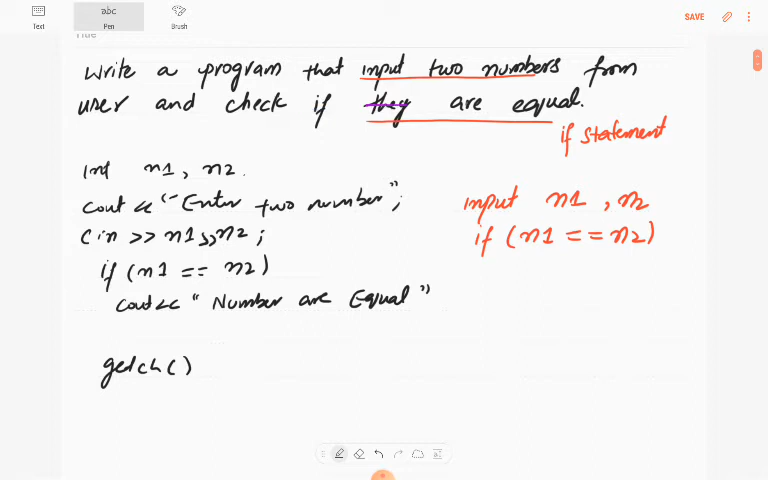 Text
abc
Pen
Brush
SAVE
Title
Write a program that input two numbers from
user and check if they are equal.
if statement
int n1, n2.
cout << "Enter two number";
cin >> n1>>n2;
if (n1 == n2)
cout<< "Number are Equal"
getch()
input n1, n2
if (n1 == n2)